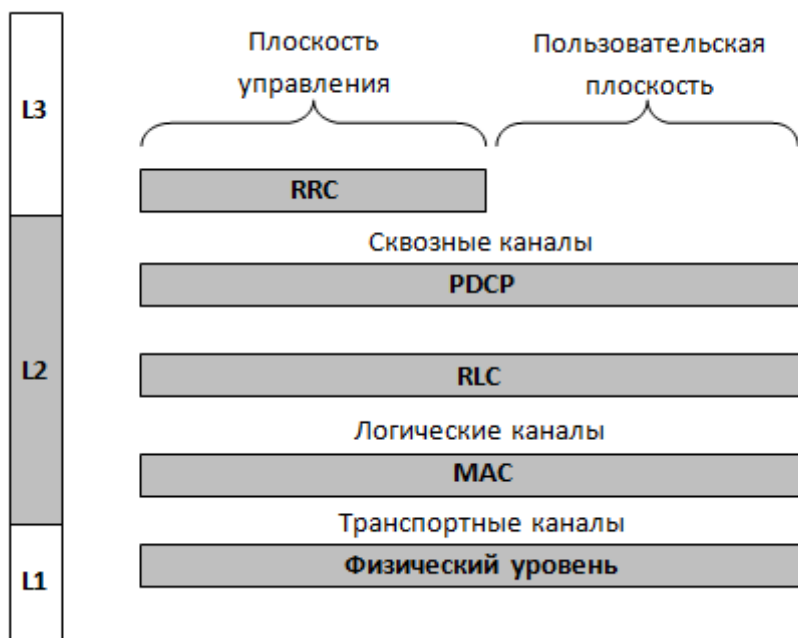 Плоскость
управления
Пользовательская
плоскость
L3
RRC
Сквозные каналы
PDCP
L2
RLC
Логические каналы
MAC
Транспортные каналы
Физический уровень
L1